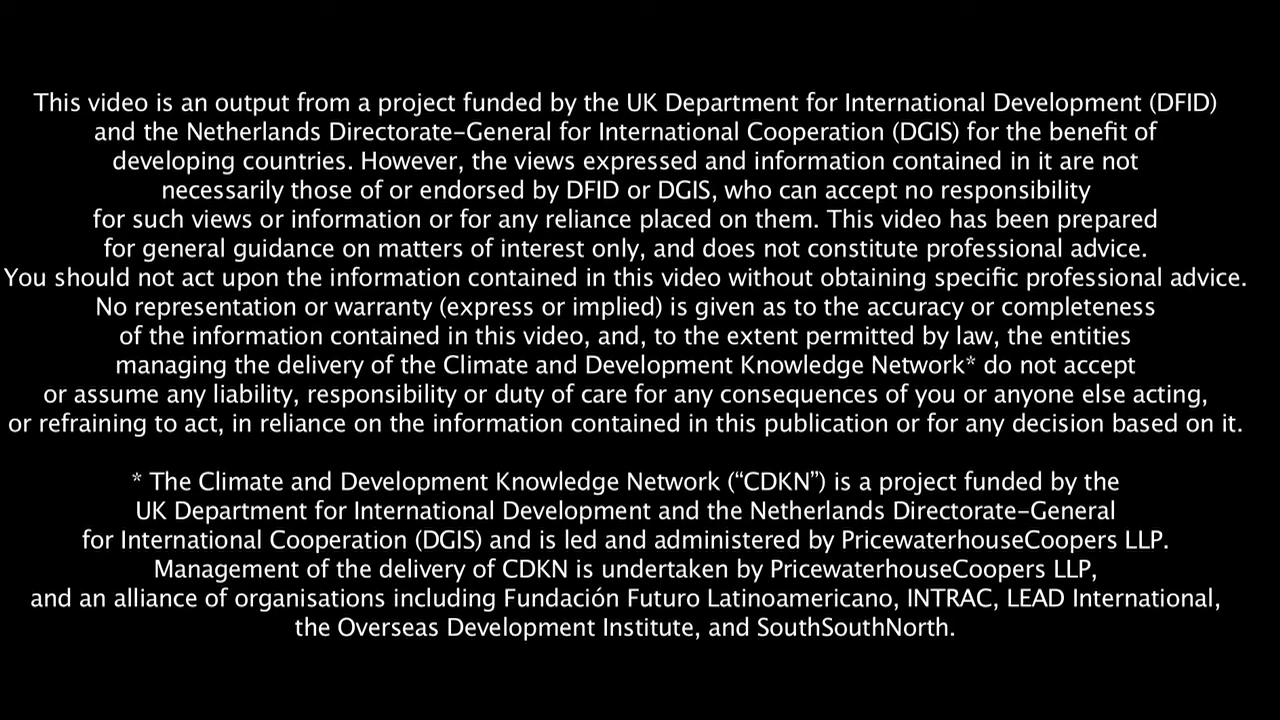 This video is an output from a project funded by the UK Department for International Development (DFID)
and the Netherlands Directorate-General for International Cooperation (DGIS) for the benefit of
developing countries. However, the views expressed and information contained in it are not
necessarily those of or endorsed by DFID or DGIS, who can accept no responsibility
for such views or information or for any reliance placed on them. This video has been prepared
for general guidance on matters of interest only, and does not constitute professional advice.
You should not act upon the information contained in this video without obtaining specific professional advice.
No representation or warranty (express or implied) is given as to the accuracy or completeness
of the information contained in this video, and, to the extent permitted by law, the entities
managing the delivery of the Climate and Development Knowledge Network* do not accept
or assume any liability, responsibility or duty of care for any consequences of you or anyone else acting,
or refraining to act, in reliance on the information contained in this publication or for any decision based on it.
* The Climate and Development Knowledge Network (“CDKN”) is a project funded by the
UK Department for International Development and the Netherlands Directorate-General
for International Cooperation (DGIS) and is led and administered by PricewaterhouseCoopers LLP.
Management of the delivery of CDKN is undertaken by PricewaterhouseCoopers LLP,
and an alliance of organisations including Fundación Futuro Latinoamericano, INTRAC, LEAD International,
the Overseas Development Institute, and SouthSouthNorth.